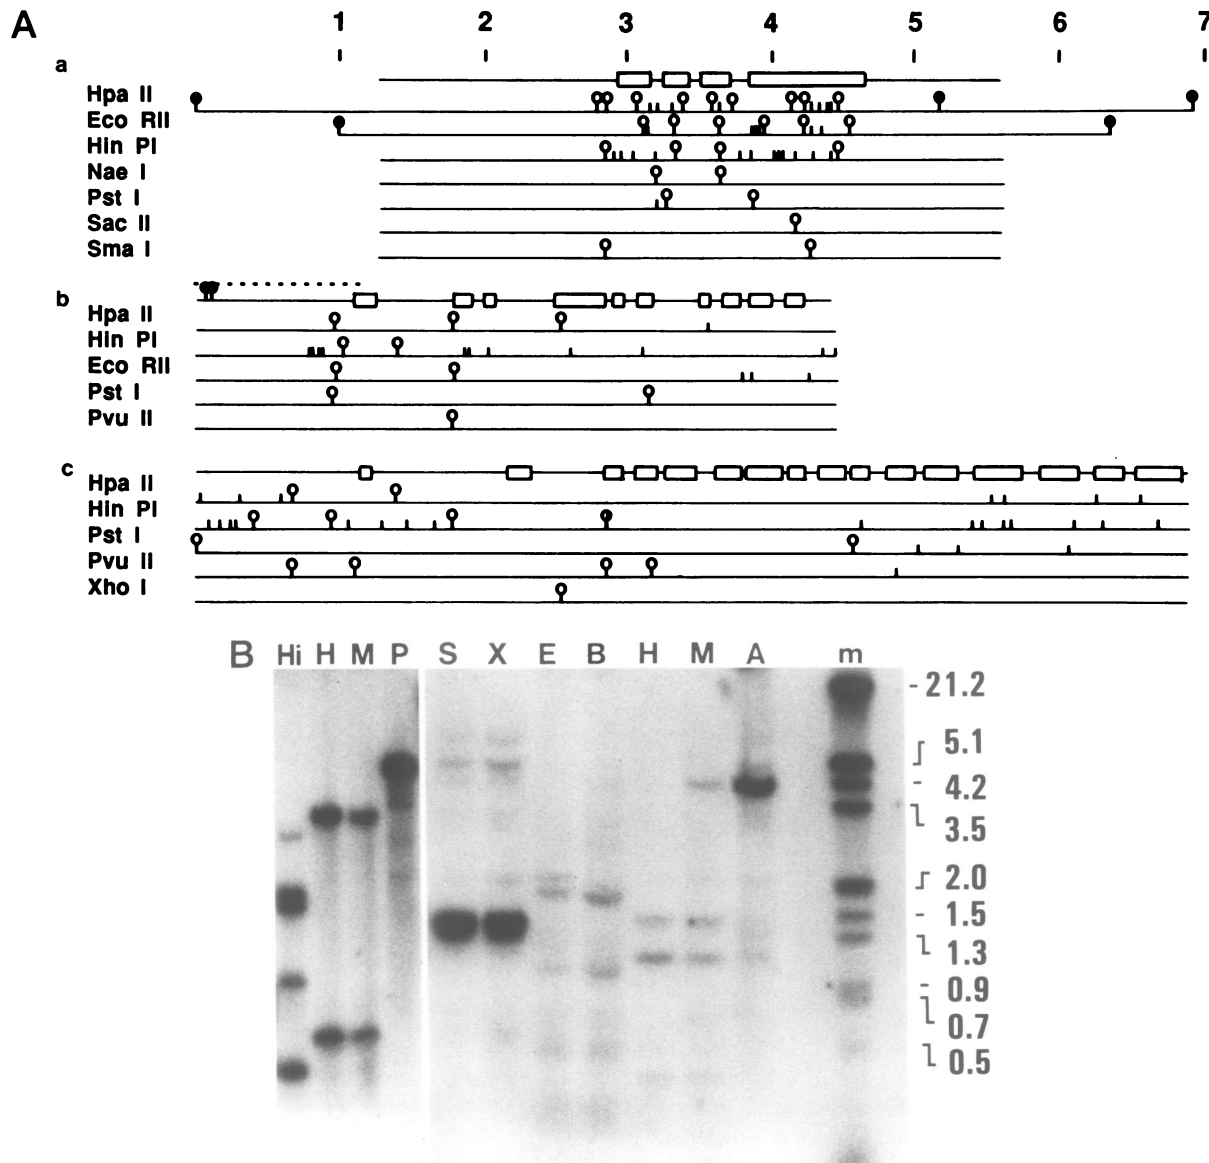 A
1 2 3 4 5 6 7
a
Hpa II
Eco RII
Hin PI
Nae I
Pst I
Sac II
Sma I
b
Hpa II
Hin PI
Eco RII
Pst I
Pvu II
c
Hpa II
Hin PI
Pst I
Pvu II
Xho I
B Hi H M P S X E B H M A m
21.2
5.1
4.2
3.5
2.0
1.5
1.3
0.9
0.7
0.5